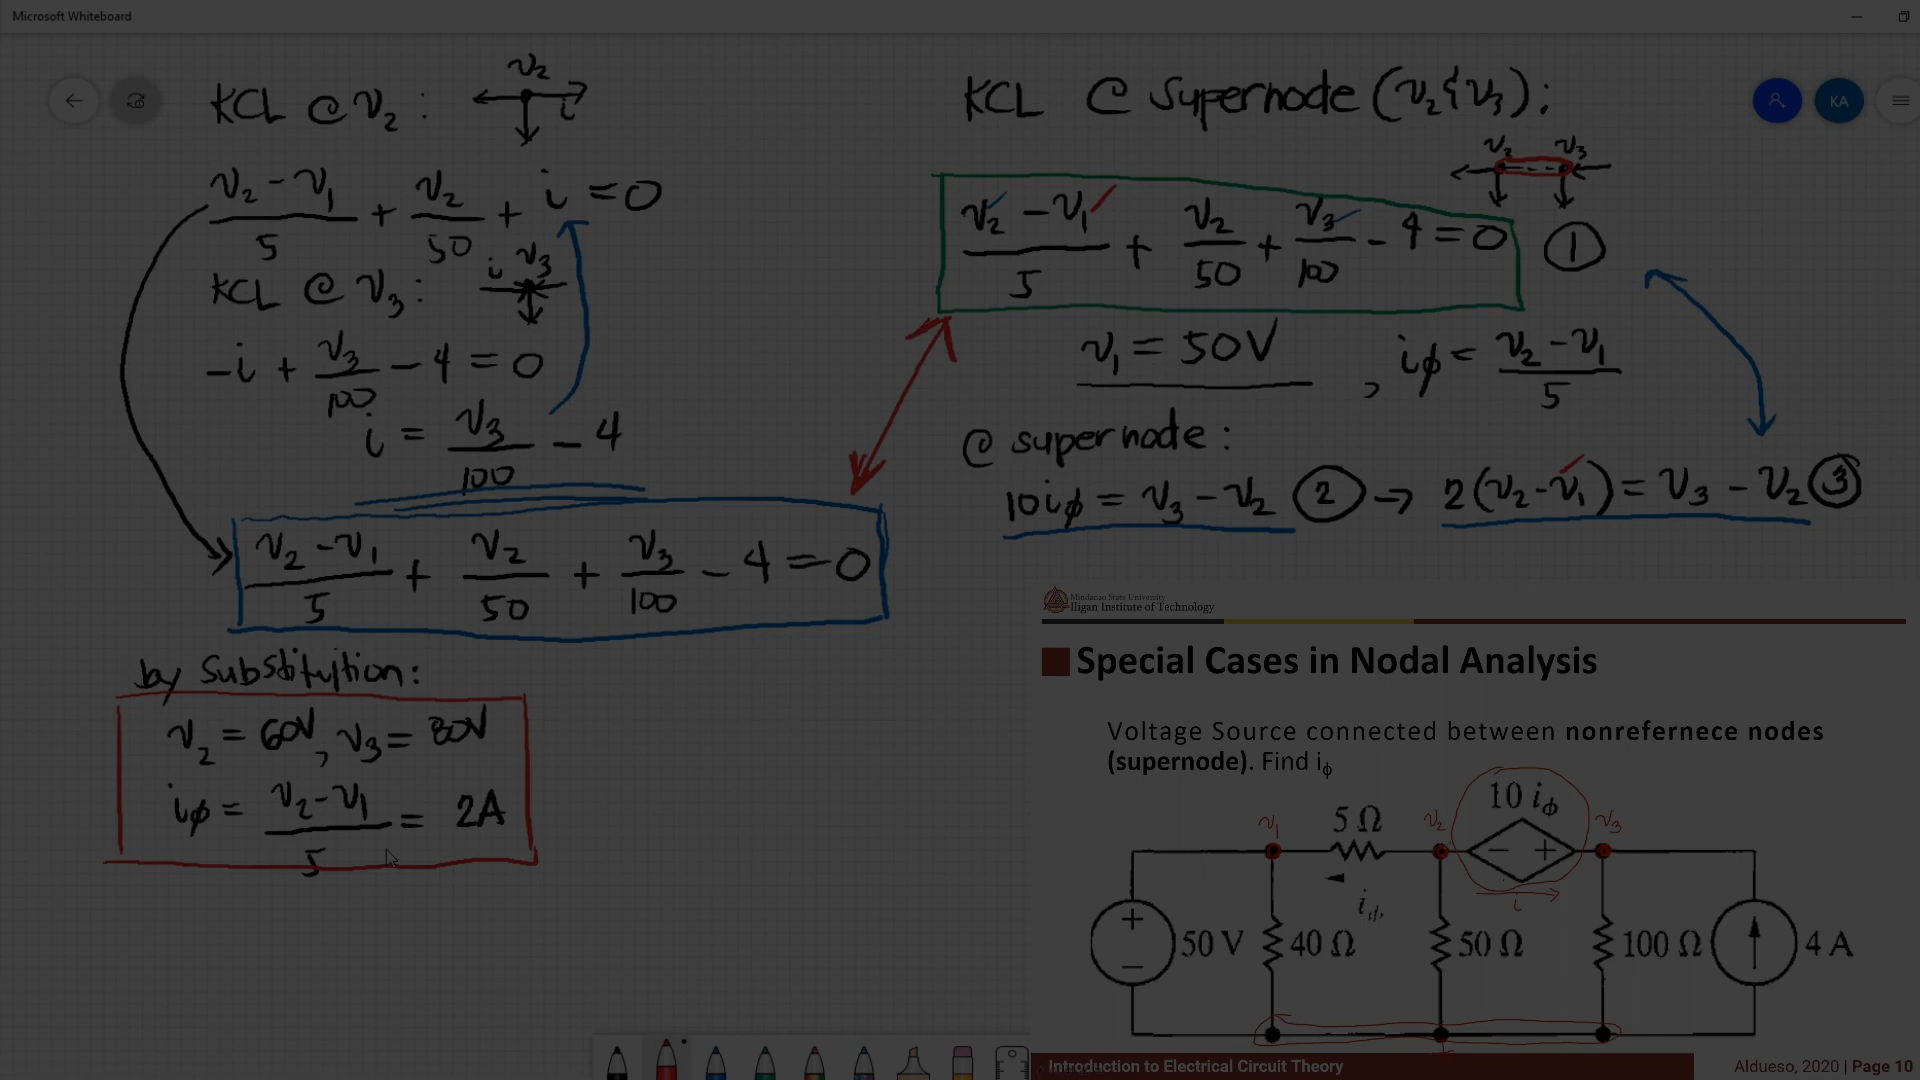 Microsoft Whiteboard
KCL @ v2 :
v2
i
(v2 - v1)/5 + v2/50 + i = 0
KCL @ v3 :
i v3
-i + v3/100 - 4 = 0
i = v3/100 - 4
(v2 - v1)/5 + v2/50 + v3/100 - 4 = 0
by Substitution:
v2 = 60V, v3 = 80V
iϕ = (v2 - v1)/5 = 2A
KCL @ Supernode (v2 & v3) :
KA
v2 v3
(v2 - v1)/5 + v2/50 + v3/100 - 4 = 0 ①
v1 = 50V , iϕ = (v2 - v1)/5
@ supernode :
10iϕ = v3 - v2 ② → 2(v2 - v1) = v3 - v2 ③
Mindanao State University
Iligan Institute of Technology
Special Cases in Nodal Analysis
Voltage Source connected between nonrefernece nodes
(supernode). Find iϕ
10 iϕ
v1 5 Ω v2 v3
− +
iϕ i
+ −
50 V 40 Ω 50 Ω 100 Ω 4 A
Introduction to Electrical Circuit Theory
Aldueso, 2020 | Page 10